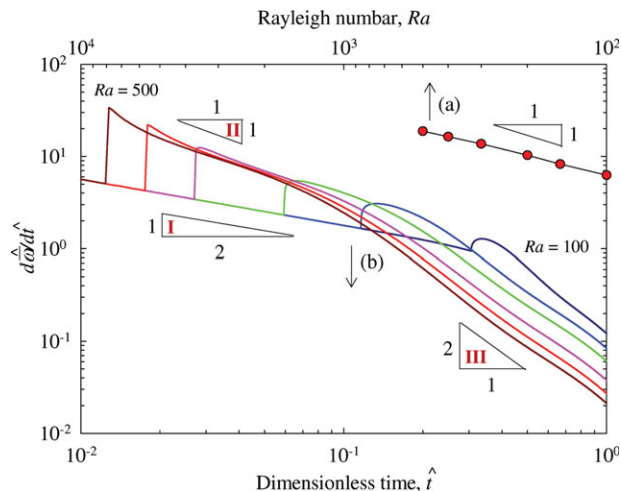 Rayleigh numbar, Ra
10^4 10^3 10^2
10^2
10^1
10^0
10^-1
10^-2
Ra = 500
1
II 1
(a)
1
1
1 I
2
(b)
Ra = 100
2 III
1
dω̂/dt̂
10^-2 10^-1 10^0
Dimensionless time, t̂